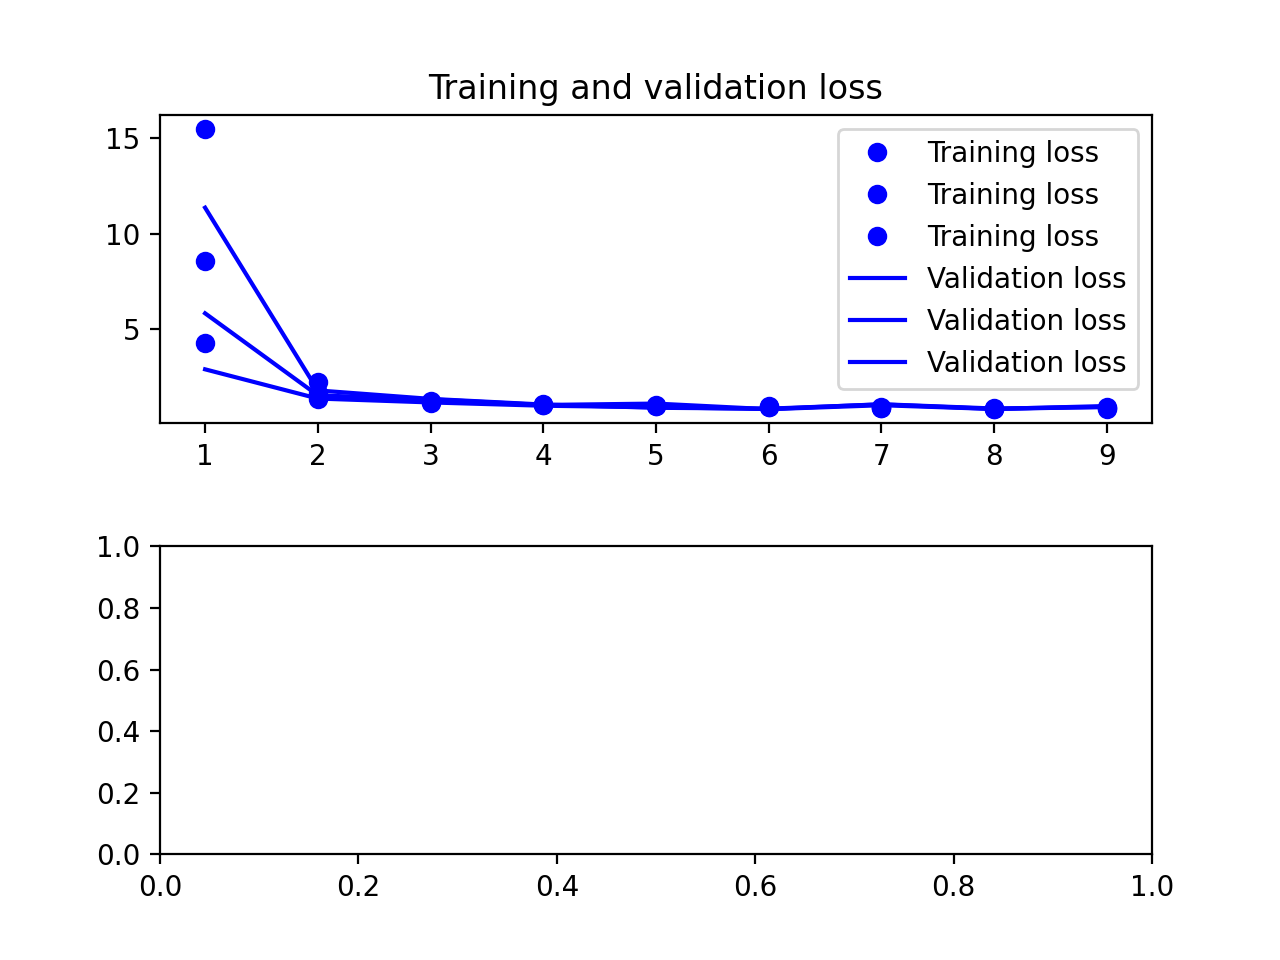 Training and validation loss
15
10
5
Training loss
Training loss
Training loss
Validation loss
Validation loss
Validation loss
1 2 3 4 5 6 7 8 9
1.0
0.8
0.6
0.4
0.2
0.0
0.0 0.2 0.4 0.6 0.8 1.0